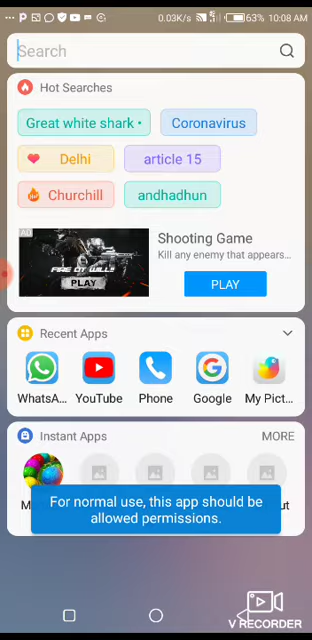 0.03K/s 63% 10:08 AM
Search
Hot Searches
Great white shark •
Coronavirus
Delhi
article 15
Churchill
andhadhun
AD
FIRE OT WILL!!
PLAY
Shooting Game
Kill any enemy that appears...
PLAY
Recent Apps
WhatsA...
YouTube
Phone
Google
My Pict...
Instant Apps
MORE
For normal use, this app should be
allowed permissions.
V RECORDER